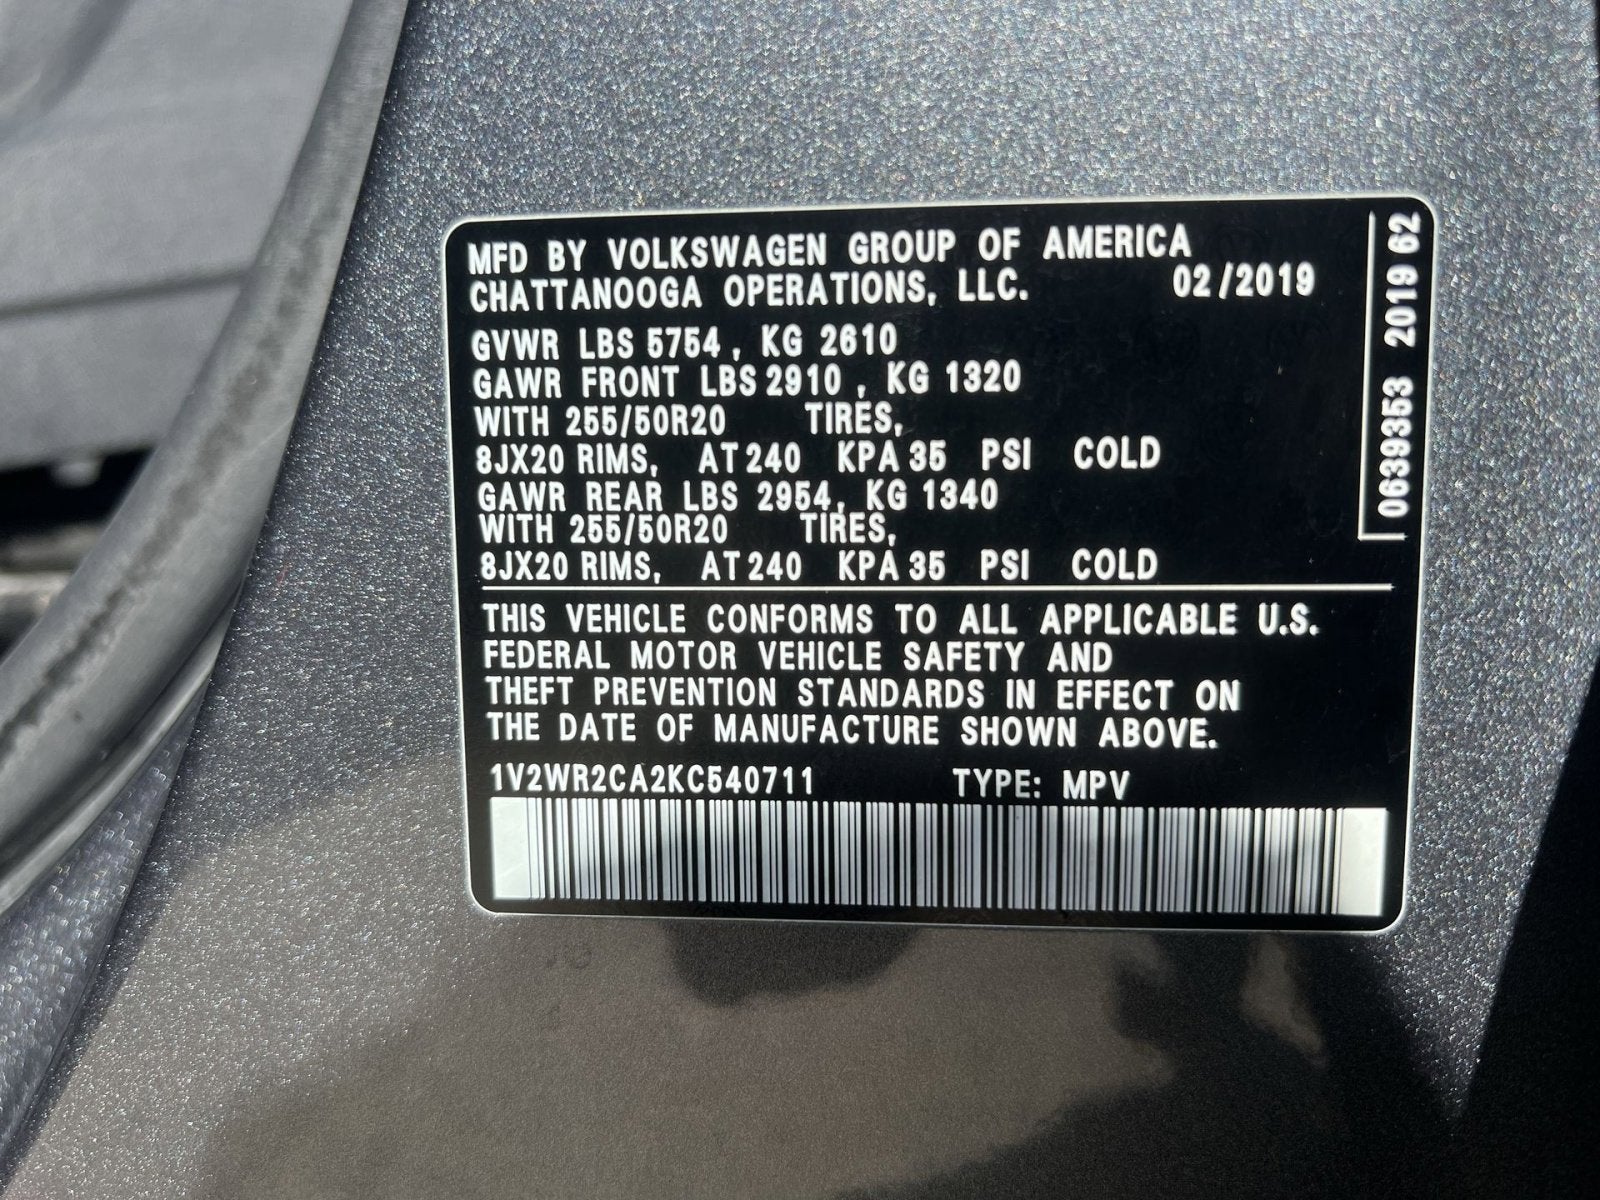 MFD BY VOLKSWAGEN GROUP OF AMERICA
CHATTANOOGA OPERATIONS, LLC. 02/2019
GVWR LBS 5754, KG 2610
GAWR FRONT LBS 2910, KG 1320
WITH 255/50R20 TIRES,
8JX20 RIMS, AT 240 KPA 35 PSI COLD
GAWR REAR LBS 2954, KG 1340
WITH 255/50R20 TIRES,
8JX20 RIMS, AT 240 KPA 35 PSI COLD
THIS VEHICLE CONFORMS TO ALL APPLICABLE U.S.
FEDERAL MOTOR VEHICLE SAFETY AND
THEFT PREVENTION STANDARDS IN EFFECT ON
THE DATE OF MANUFACTURE SHOWN ABOVE.
1V2WR2CA2KC540711 TYPE: MPV
0639353 2019 62